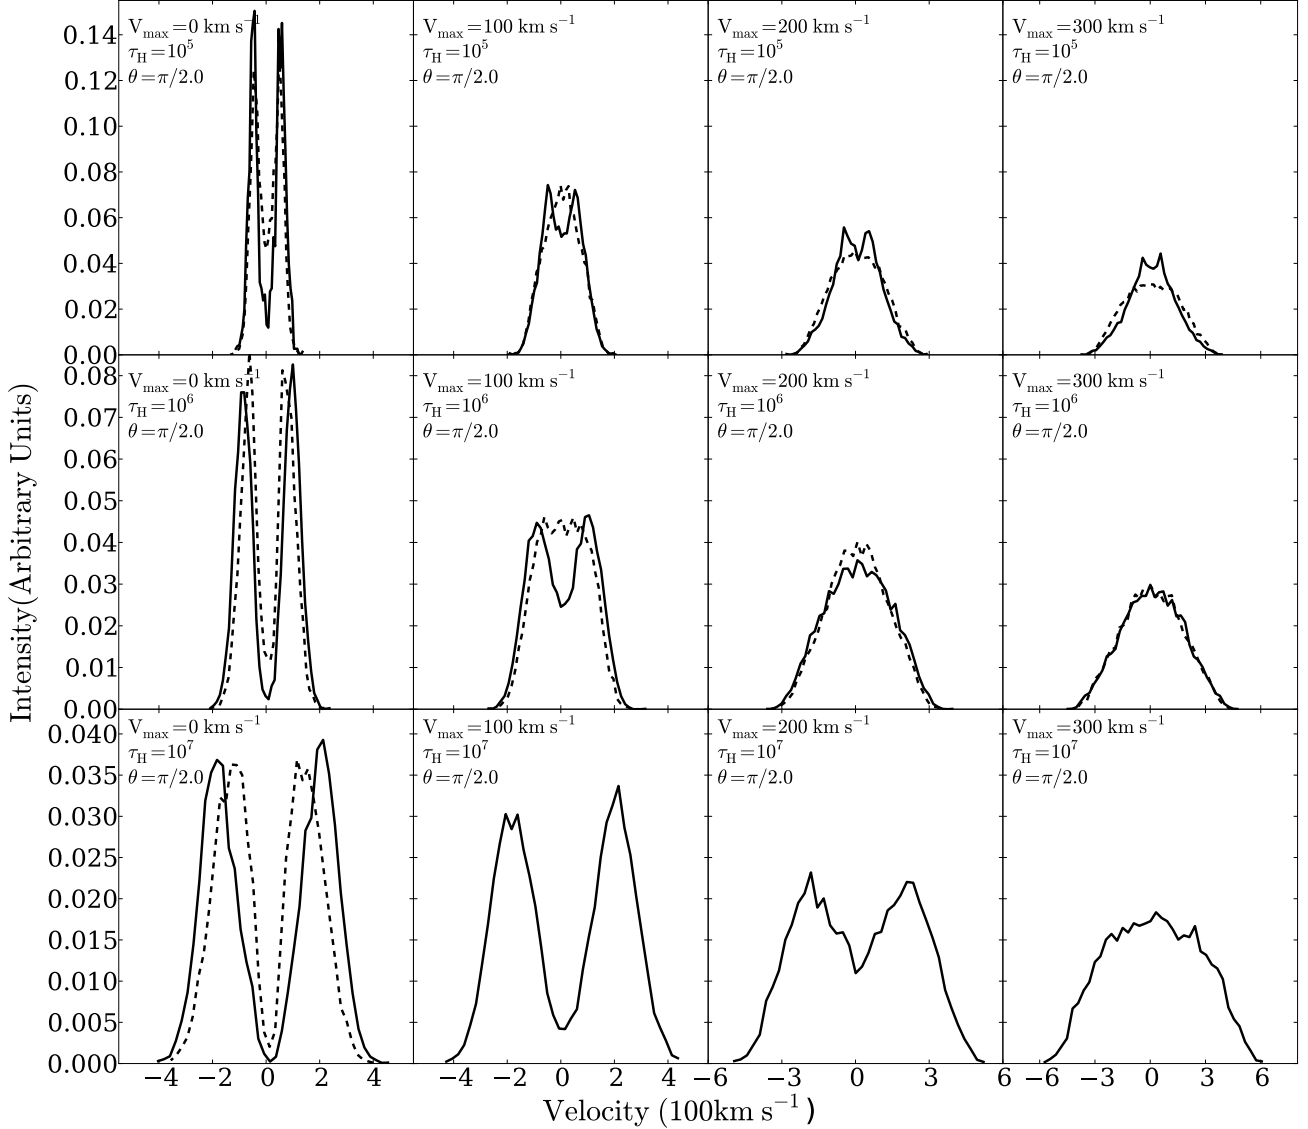 V_max=0 km s^−1
τ_H=10^5
θ=π/2.0
V_max=100 km s^−1
τ_H=10^5
θ=π/2.0
V_max=200 km s^−1
τ_H=10^5
θ=π/2.0
V_max=300 km s^−1
τ_H=10^5
θ=π/2.0
0.14
0.12
0.10
0.08
0.06
0.04
0.02
0.00
V_max=0 km s^−1
τ_H=10^6
θ=π/2.0
V_max=100 km s^−1
τ_H=10^6
θ=π/2.0
V_max=200 km s^−1
τ_H=10^6
θ=π/2.0
V_max=300 km s^−1
τ_H=10^6
θ=π/2.0
0.08
0.07
0.06
0.05
0.04
0.03
0.02
0.01
0.00
Intensity(Arbitrary Units)
V_max=0 km s^−1
τ_H=10^7
θ=π/2.0
V_max=100 km s^−1
τ_H=10^7
θ=π/2.0
V_max=200 km s^−1
τ_H=10^7
θ=π/2.0
V_max=300 km s^−1
τ_H=10^7
θ=π/2.0
0.040
0.035
0.030
0.025
0.020
0.015
0.010
0.005
0.000
−4 −2 0 2 4
−4 −2 0 2 4
−6 −3 0 3 6
−6 −3 0 3 6
Velocity (100km s^−1)